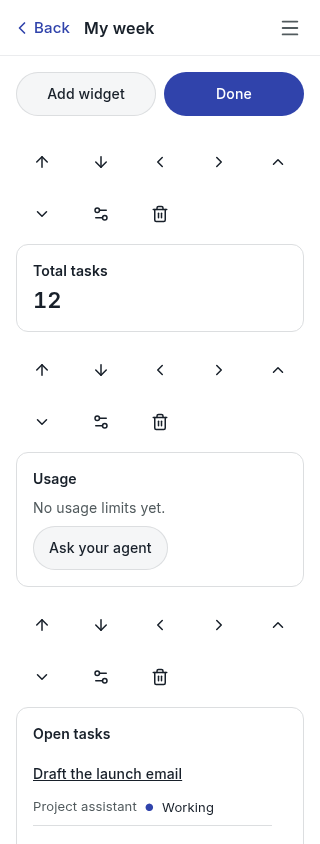 Back My week
Add widget Done
Total tasks
12
Usage
No usage limits yet.
Ask your agent
Open tasks
Draft the launch email
Project assistant Working